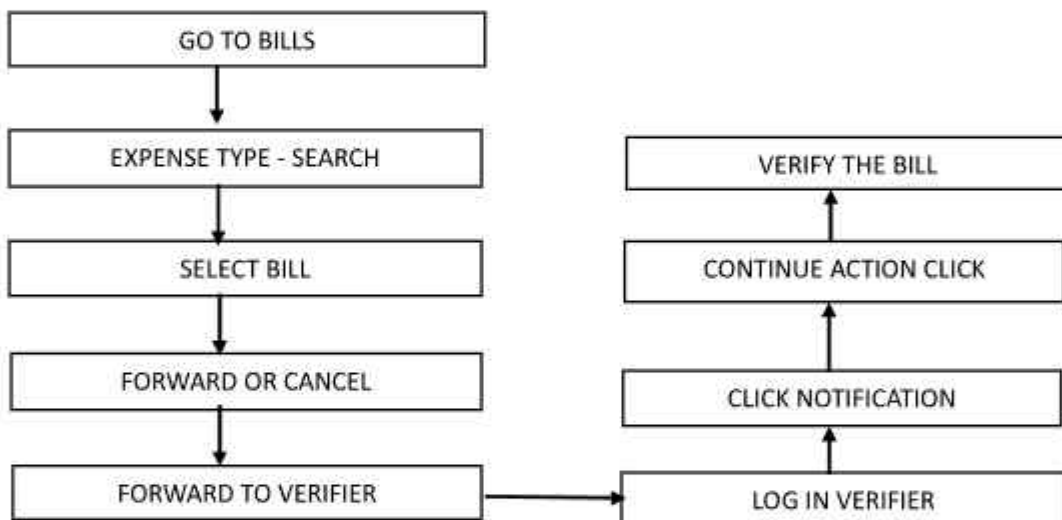 GO TO BILLS
EXPENSE TYPE - SEARCH
SELECT BILL
FORWARD OR CANCEL
FORWARD TO VERIFIER
LOG IN VERIFIER
CLICK NOTIFICATION
CONTINUE ACTION CLICK
VERIFY THE BILL